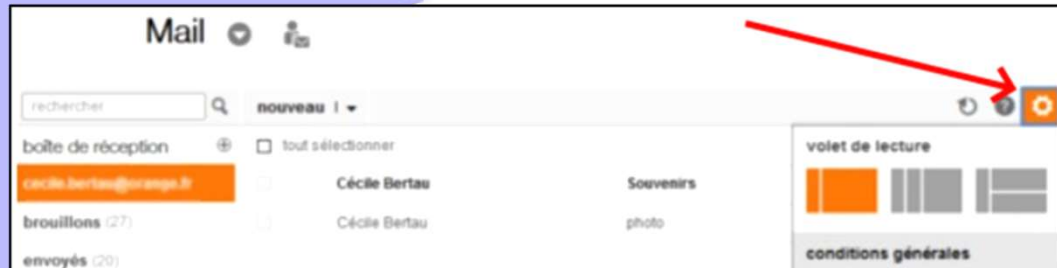 Mail
rechercher
nouveau
boîte de réception
tout sélectionner
volet de lecture
cecile.bertau@orange.fr
Cécile Bertau Souvenirs
brouillons (27)
Cécile Bertau photo
envoyés (20)
conditions générales